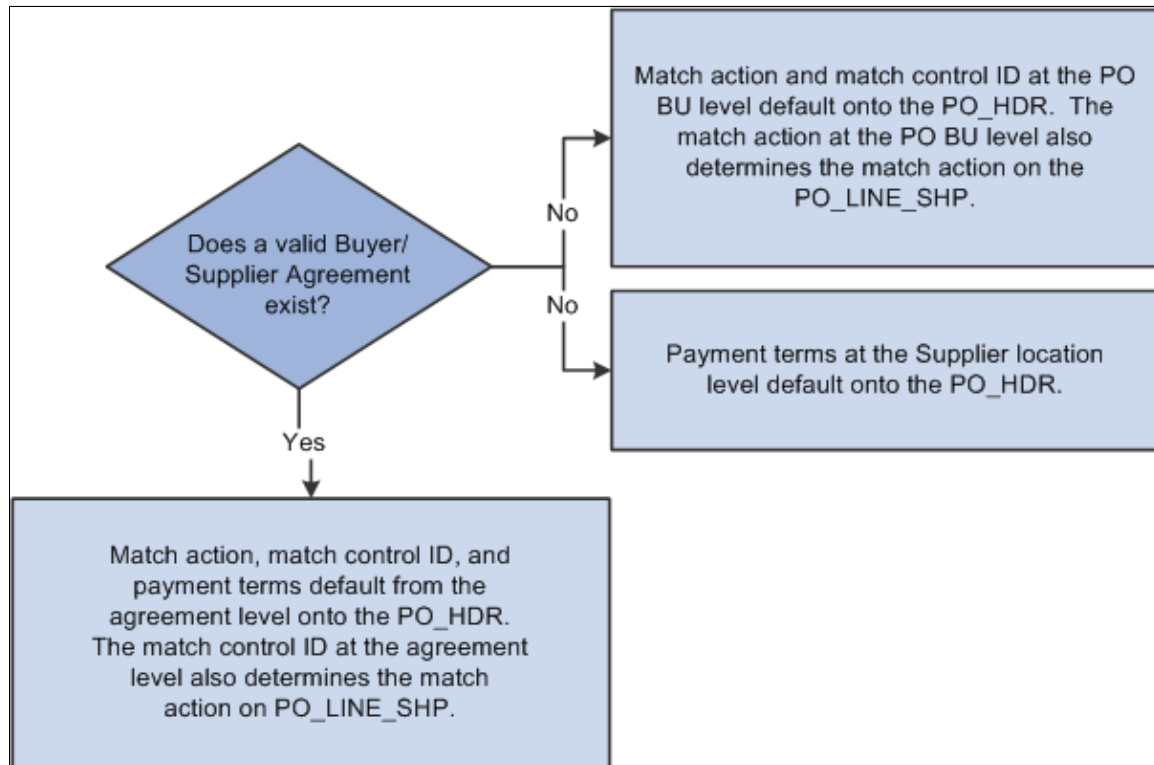 Does a valid Buyer/
Supplier Agreement
exist?
No
Match action and match control ID at the PO
BU level default onto the PO_HDR. The
match action at the PO BU level also
determines the match action on the
PO_LINE_SHP.
No
Payment terms at the Supplier location
level default onto the PO_HDR.
Yes
Match action, match control ID, and
payment terms default from the
agreement level onto the PO_HDR.
The match control ID at the agreement
level also determines the match
action on PO_LINE_SHP.